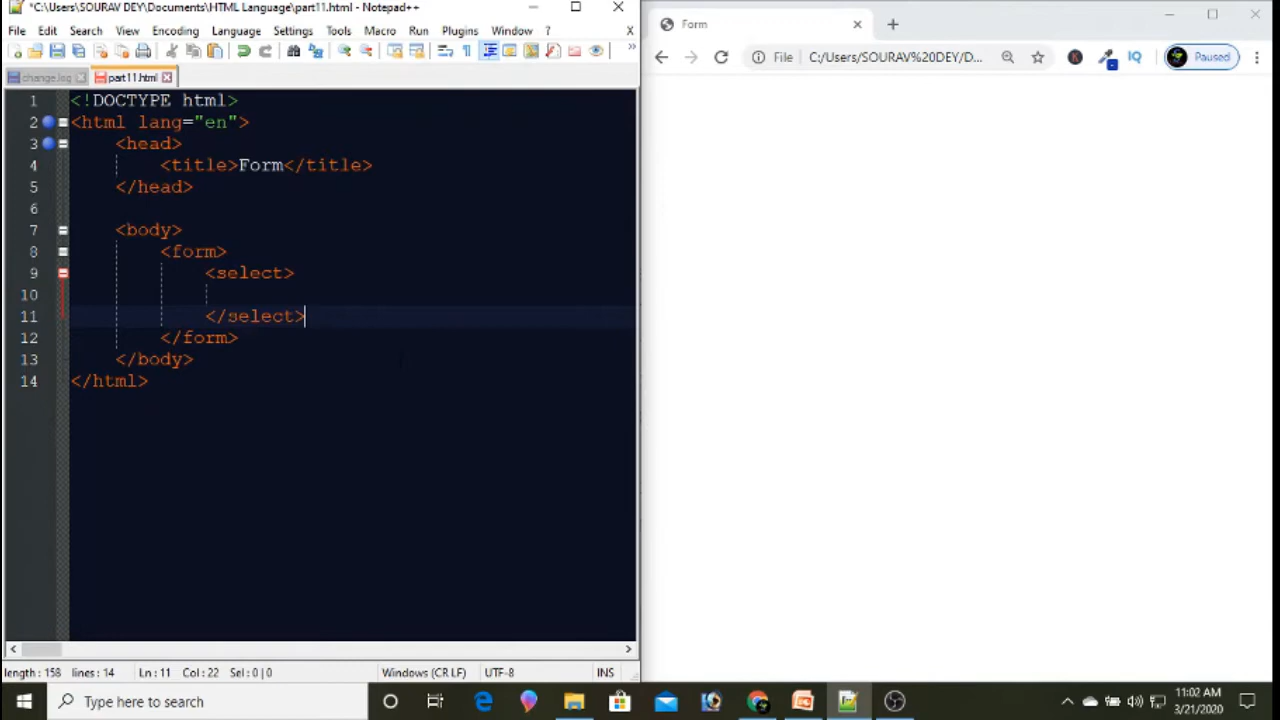 *C:\Users\SOURAV DEY\Documents\HTML Language\part11.html - Notepad++
File Edit Search View Encoding Language Settings Tools Macro Run Plugins Window ? X
change.log part11.html
1 <!DOCTYPE html>
2 <html lang="en">
3 <head>
4 <title>Form</title>
5 </head>
6
7 <body>
8 <form>
9 <select>
10
11 </select>
12 </form>
13 </body>
14 </html>
length : 158 lines : 14 Ln : 11 Col : 22 Sel : 0 | 0 Windows (CR LF) UTF-8 INS
Form
File C:/Users/SOURAV%20DEY/D... IQ Paused
Type here to search
11:02 AM
3/21/2020